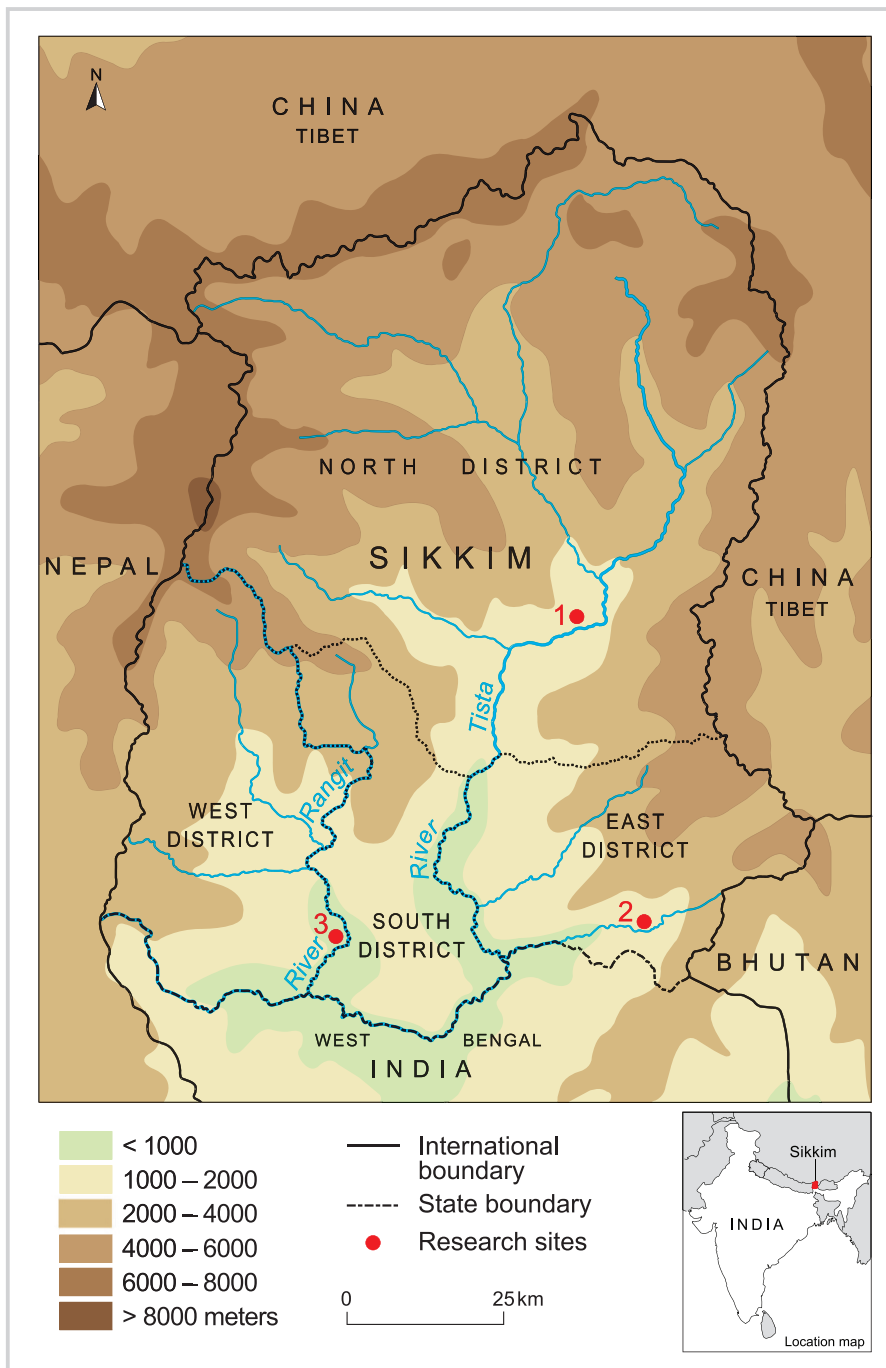 N
CHINA
TIBET
NORTH DISTRICT
SIKKIM
NEPAL
CHINA
TIBET
1
Tista
Rangit
WEST
DISTRICT
River
EAST
DISTRICT
2
3
SOUTH
DISTRICT
River
BHUTAN
WEST BENGAL
INDIA
< 1000
1000 – 2000
2000 – 4000
4000 – 6000
6000 – 8000
> 8000 meters
International
boundary
State boundary
Research sites
0 25 km
Sikkim
INDIA
Location map